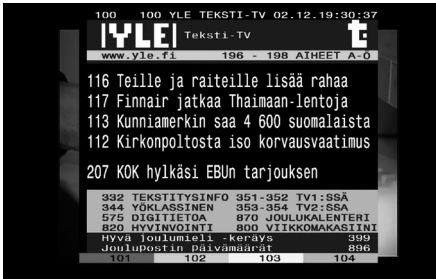 100 100 YLE TEKSTI-TV 02.12.19:30:37
YLE Teksti-TV t:
www.yle.fi 196 - 198 AIHEET A-Ö
116 Teille ja raiteille lisää rahaa
117 Finnair jatkaa Thaimaan-lentoja
113 Kunniamerkin saa 4 600 suomalaista
112 Kirkonpoltosta iso korvausvaatimus
207 KOK hylkäsi EBUn tarjouksen
332 TEKSTITYSINFO 351-352 TV1:SSÄ
344 YÖKLASSINEN 353-354 TV2:SSA
575 DIGITIETOA 870 JOULUKALENTERI
820 HYVINVOINTI 800 VIIKKOMAKASIINI
Hyvä joulumieli -keräys 399
Joulupostin päivämäärät 896
101 102 103 104